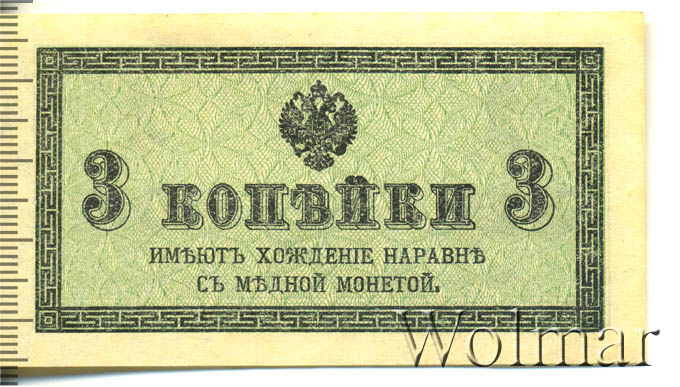 3 КОПѢЙКИ 3
ИМѢЮТЪ ХОЖДЕНІЕ НАРАВНѢ
СЪ МѢДНОЙ МОНЕТОЙ.
Wolmar